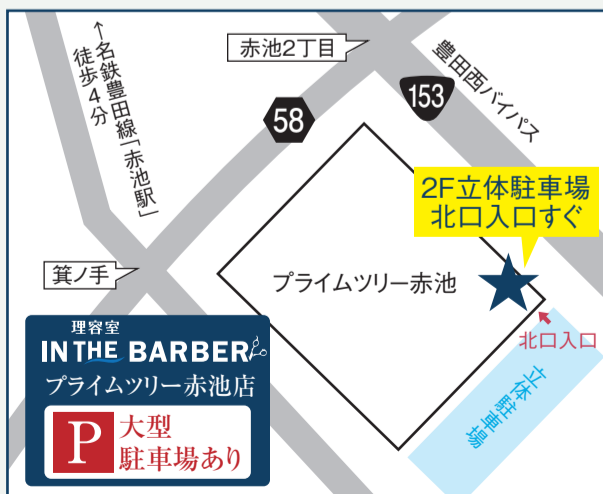 ←名鉄豊田線「赤池駅」
徒歩4分
赤池2丁目
58
153
豊田西バイパス
2F立体駐車場
北口入口すぐ
プライムツリー赤池
箕ノ手
北口入口
立体駐車場
理容室
IN THE BARBER
プライムツリー赤池店
P
大型
駐車場あり